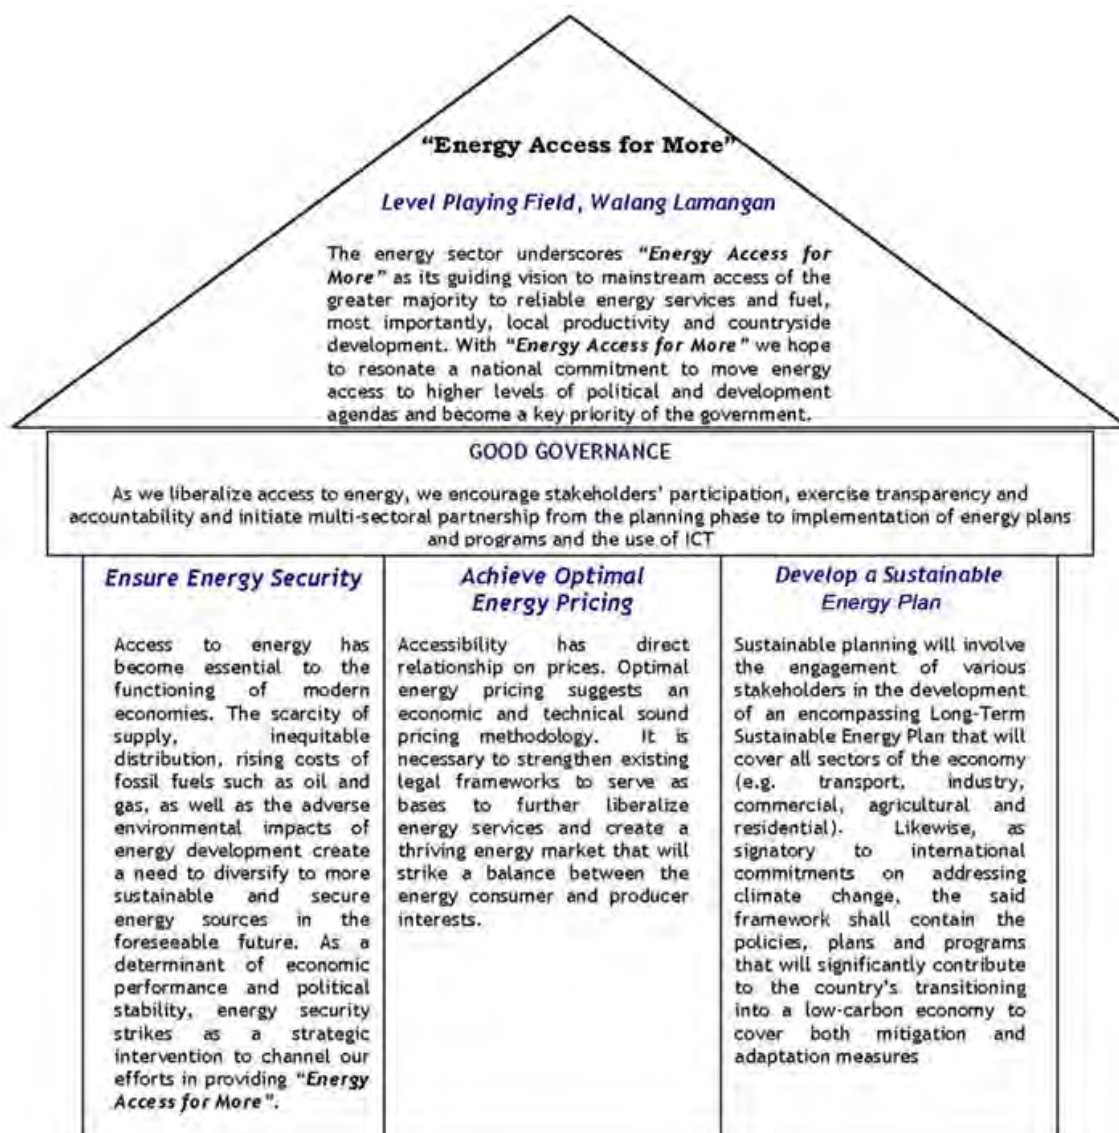 “Energy Access for More”
Level Playing Field, Walang Lamangan
The energy sector underscores “Energy Access for
More” as its guiding vision to mainstream access of the
greater majority to reliable energy services and fuel,
most importantly, local productivity and countryside
development. With “Energy Access for More” we hope
to resonate a national commitment to move energy
access to higher levels of political and development
agendas and become a key priority of the government.
GOOD GOVERNANCE
As we liberalize access to energy, we encourage stakeholders’ participation, exercise transparency and
accountability and initiate multi-sectoral partnership from the planning phase to implementation of energy plans
and programs and the use of ICT
Ensure Energy Security
Access to energy has
become essential to the
functioning of modern
economies. The scarcity of
supply, inequitable
distribution, rising costs of
fossil fuels such as oil and
gas, as well as the adverse
environmental impacts of
energy development create
a need to diversify to more
sustainable and secure
energy sources in the
foreseeable future. As a
determinant of economic
performance and political
stability, energy security
strikes as a strategic
intervention to channel our
efforts in providing “Energy
Access for More”.
Achieve Optimal
Energy Pricing
Accessibility has direct
relationship on prices. Optimal
energy pricing suggests an
economic and technical sound
pricing methodology. It is
necessary to strengthen existing
legal frameworks to serve as
bases to further liberalize
energy services and create a
thriving energy market that will
strike a balance between the
energy consumer and producer
interests.
Develop a Sustainable
Energy Plan
Sustainable planning will involve
the engagement of various
stakeholders in the development
of an encompassing Long-Term
Sustainable Energy Plan that will
cover all sectors of the economy
(e.g. transport, industry,
commercial, agricultural and
residential). Likewise, as
signatory to international
commitments on addressing
climate change, the said
framework shall contain the
policies, plans and programs
that will significantly contribute
to the country’s transitioning
into a low-carbon economy to
cover both mitigation and
adaptation measures